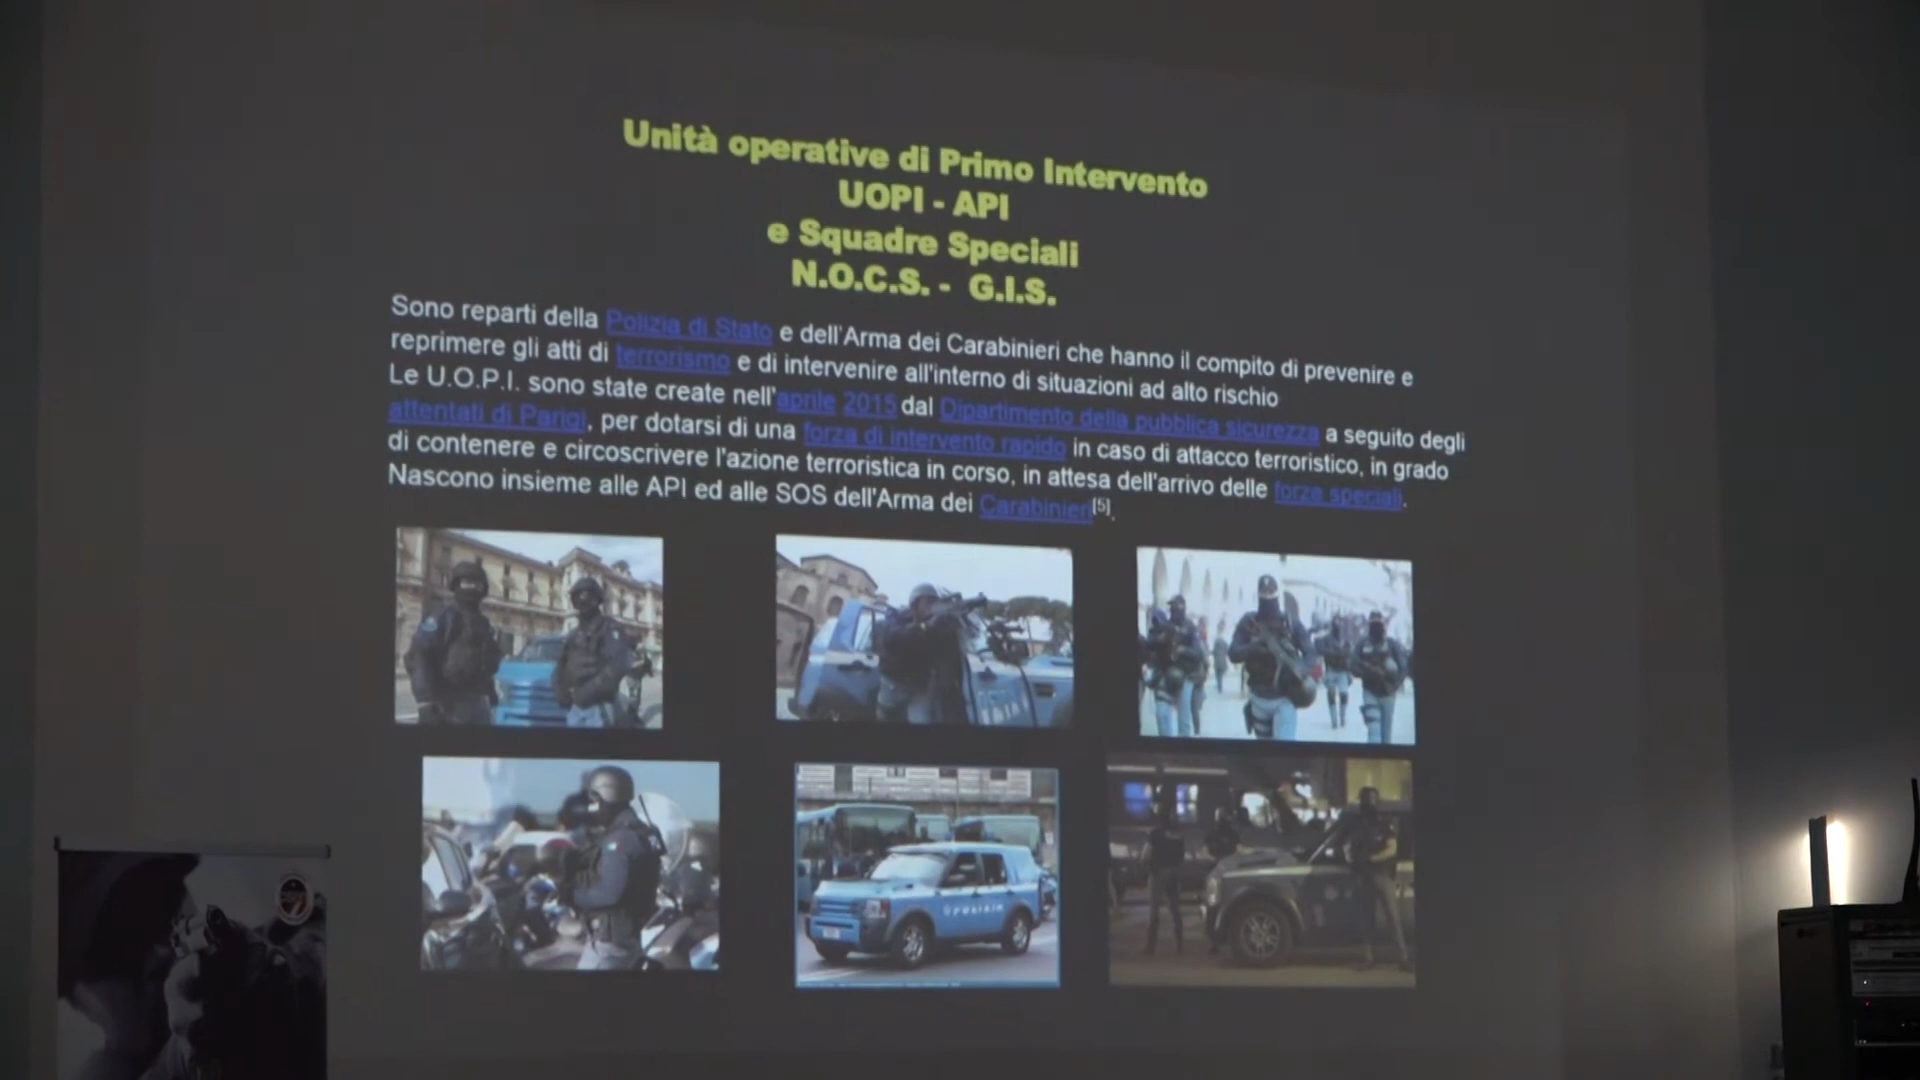 Unità operative di Primo Intervento
UOPI - API
e Squadre Speciali
N.O.C.S. - G.I.S.
Sono reparti della Polizia di Stato e dell'Arma dei Carabinieri che hanno il compito di prevenire e
reprimere gli atti di terrorismo e di intervenire all'interno di situazioni ad alto rischio
Le U.O.P.I. sono state create nell'aprile 2015 dal Dipartimento della pubblica sicurezza a seguito degli
attentati di Parigi, per dotarsi di una forza di intervento rapido in caso di attacco terroristico, in grado
di contenere e circoscrivere l'azione terroristica in corso, in attesa dell'arrivo delle forze speciali.
Nascono insieme alle API ed alle SOS dell'Arma dei Carabinieri[5].
POLIZIA